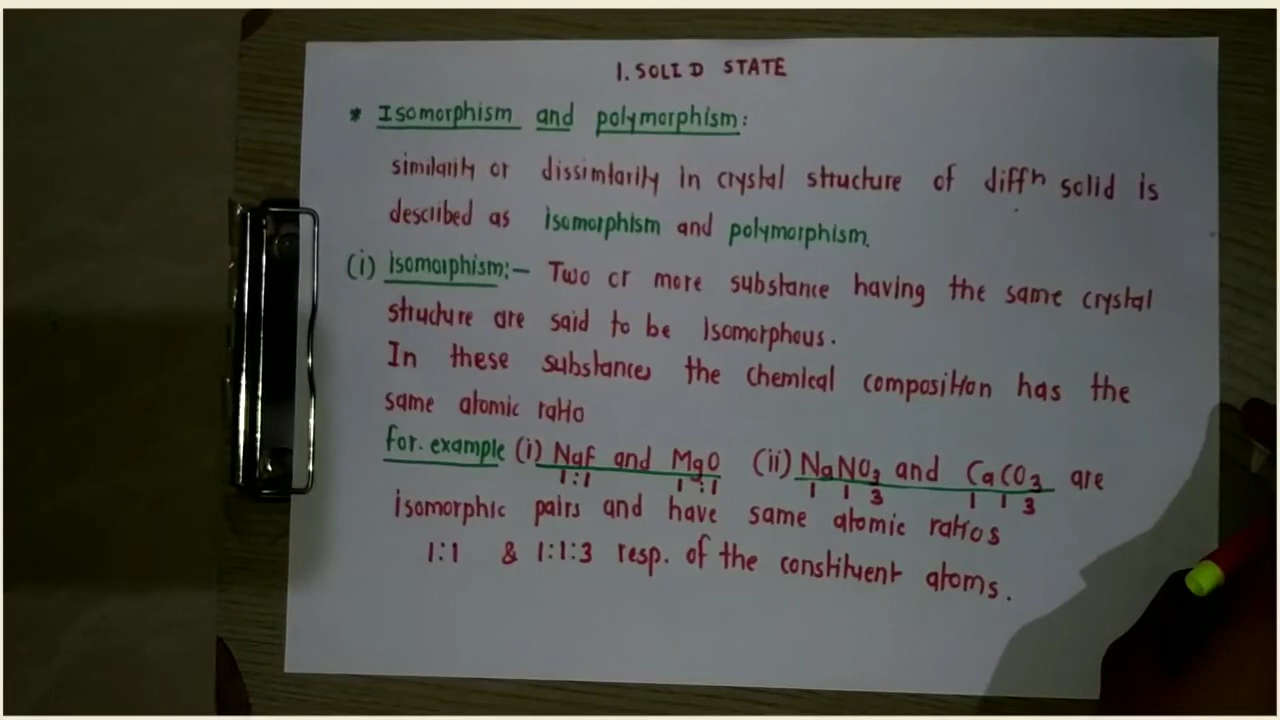 1. SOLID STATE
* Isomorphism and polymorphism:
similarity or dissimlarily in crystal structure of diffn solid is
described as isomorphism and polymorphism.
(i) isomorphism:- Two or more substance having the same crystal
structure are said to be Isomorphous.
In these substances the chemical composition has the
same atomic ratio
for. example (i) NaF and MgO (ii) NaNO3 and CaCO3 are
1:1 1:1 1 1 3 1 1 3
isomorphic pairs and have same atomic ratios
1:1 & 1:1:3 resp. of the constituent atoms.